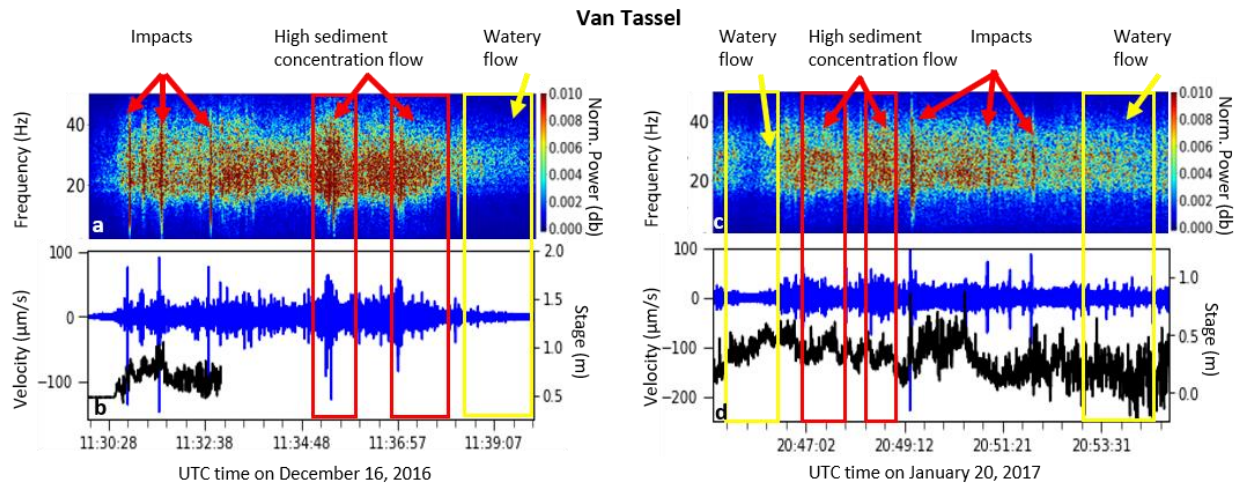 Van Tassel
Impacts
High sediment
concentration flow
Watery
flow
Watery
flow
High sediment
concentration flow
Impacts
Watery
flow
Frequency (Hz)
40
20
a
0.010
0.008
0.006
0.004
0.002
0.000
Norm. Power (db)
Frequency (Hz)
40
20
c
0.010
0.008
0.006
0.004
0.002
0.000
Norm. Power (db)
Velocity (µm/s)
100
0
−100
b
2.0
1.5
1.0
0.5
Stage (m)
11:30:28
11:32:38
11:34:48
11:36:57
11:39:07
UTC time on December 16, 2016
Velocity (µm/s)
100
0
−100
−200
d
1.0
0.5
0.0
Stage (m)
20:47:02
20:49:12
20:51:21
20:53:31
UTC time on January 20, 2017